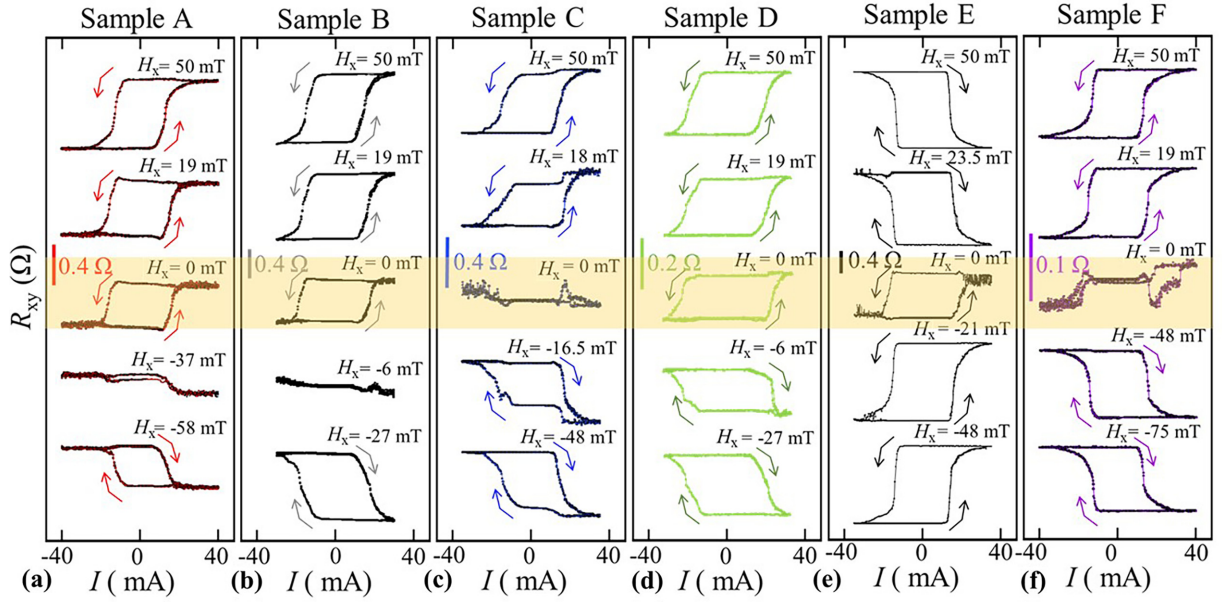 Sample A Sample B Sample C Sample D Sample E Sample F
Hx= 50 mT Hx= 50 mT Hx= 50 mT Hx= 50 mT Hx= 50 mT Hx= 50 mT
Hx= 19 mT Hx= 19 mT Hx= 18 mT Hx= 19 mT Hx= 23.5 mT Hx= 19 mT
Rxy (Ω)
0.4 Ω Hx= 0 mT 0.4 Ω Hx= 0 mT 0.4 Ω Hx= 0 mT 0.2 Ω Hx= 0 mT 0.4 Ω Hx= 0 mT 0.1 Ω Hx= 0 mT
Hx= -37 mT Hx= -6 mT Hx= -16.5 mT Hx= -6 mT Hx= -21 mT Hx= -48 mT
Hx= -58 mT Hx= -27 mT Hx= -48 mT Hx= -27 mT Hx= -48 mT Hx= -75 mT
-40 0 40 0 40 0 40 -40 0 40 -40 0 40 -40 0 40
(a) I ( mA) (b) I ( mA) (c) I ( mA) (d) I ( mA) (e) I ( mA) (f) I ( mA)